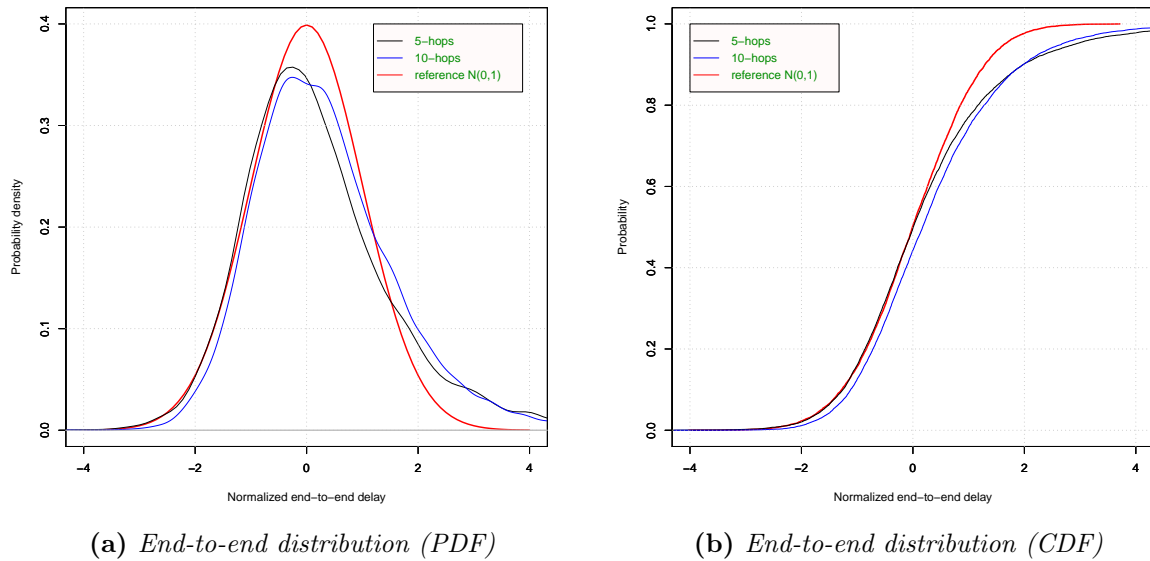 0.4
0.3
0.2
0.1
0.0
Probability density
5−hops
10−hops
reference N(0,1)
−4
−2
0
2
4
Normalized end−to−end delay
(a) End-to-end distribution (PDF)
1.0
0.8
0.6
0.4
0.2
0.0
Probability
5−hops
10−hops
reference N(0,1)
−4
−2
0
2
4
Normalized end−to−end delay
(b) End-to-end distribution (CDF)